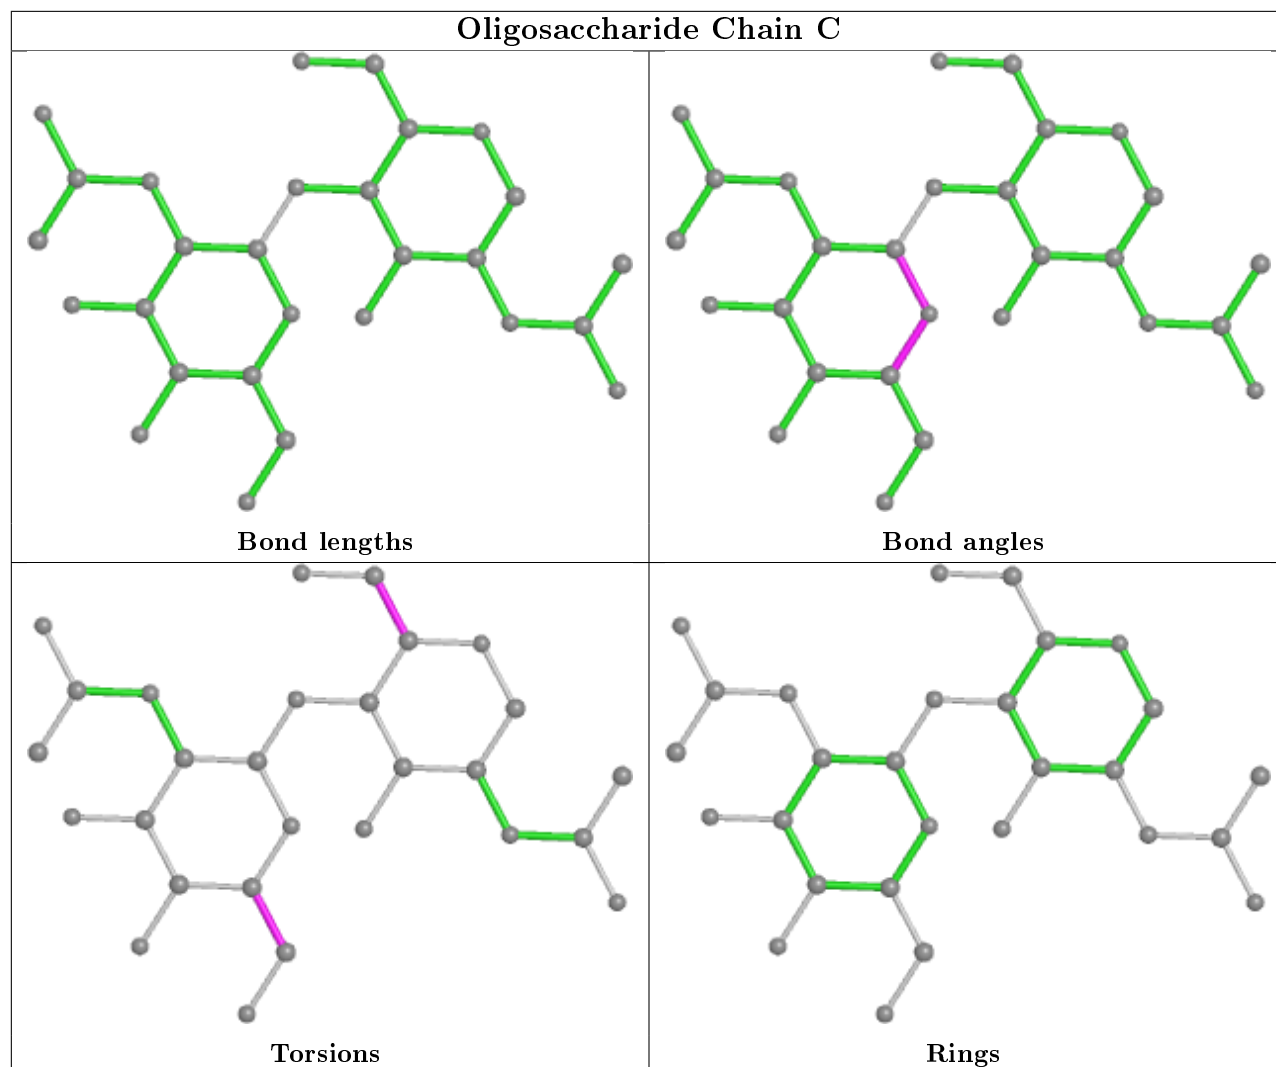 Oligosaccharide Chain C
Bond lengths
Bond angles
Torsions
Rings